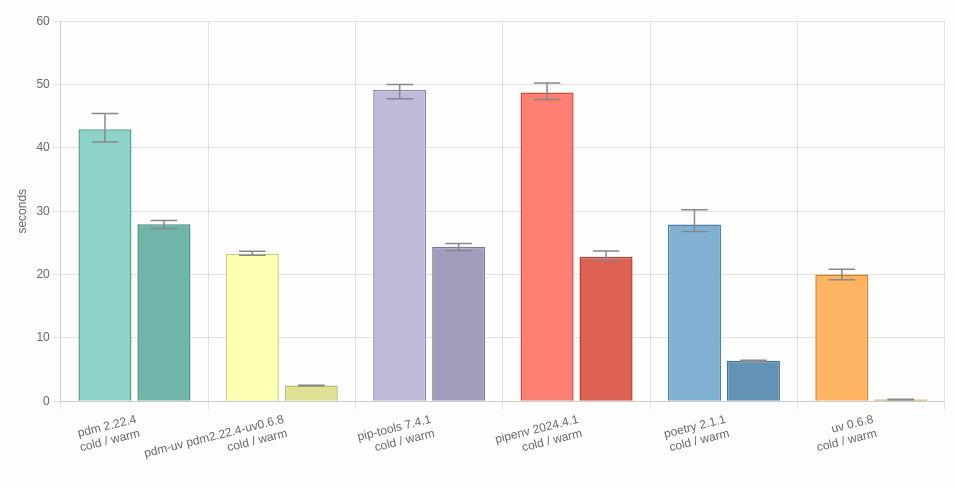 60
50
40
30
20
10
0
seconds
pdm 2.22.4
cold / warm
pdm-uv pdm2.22.4-uv0.6.8
cold / warm
pip-tools 7.4.1
cold / warm
pipenv 2024.4.1
cold / warm
poetry 2.1.1
cold / warm
uv 0.6.8
cold / warm